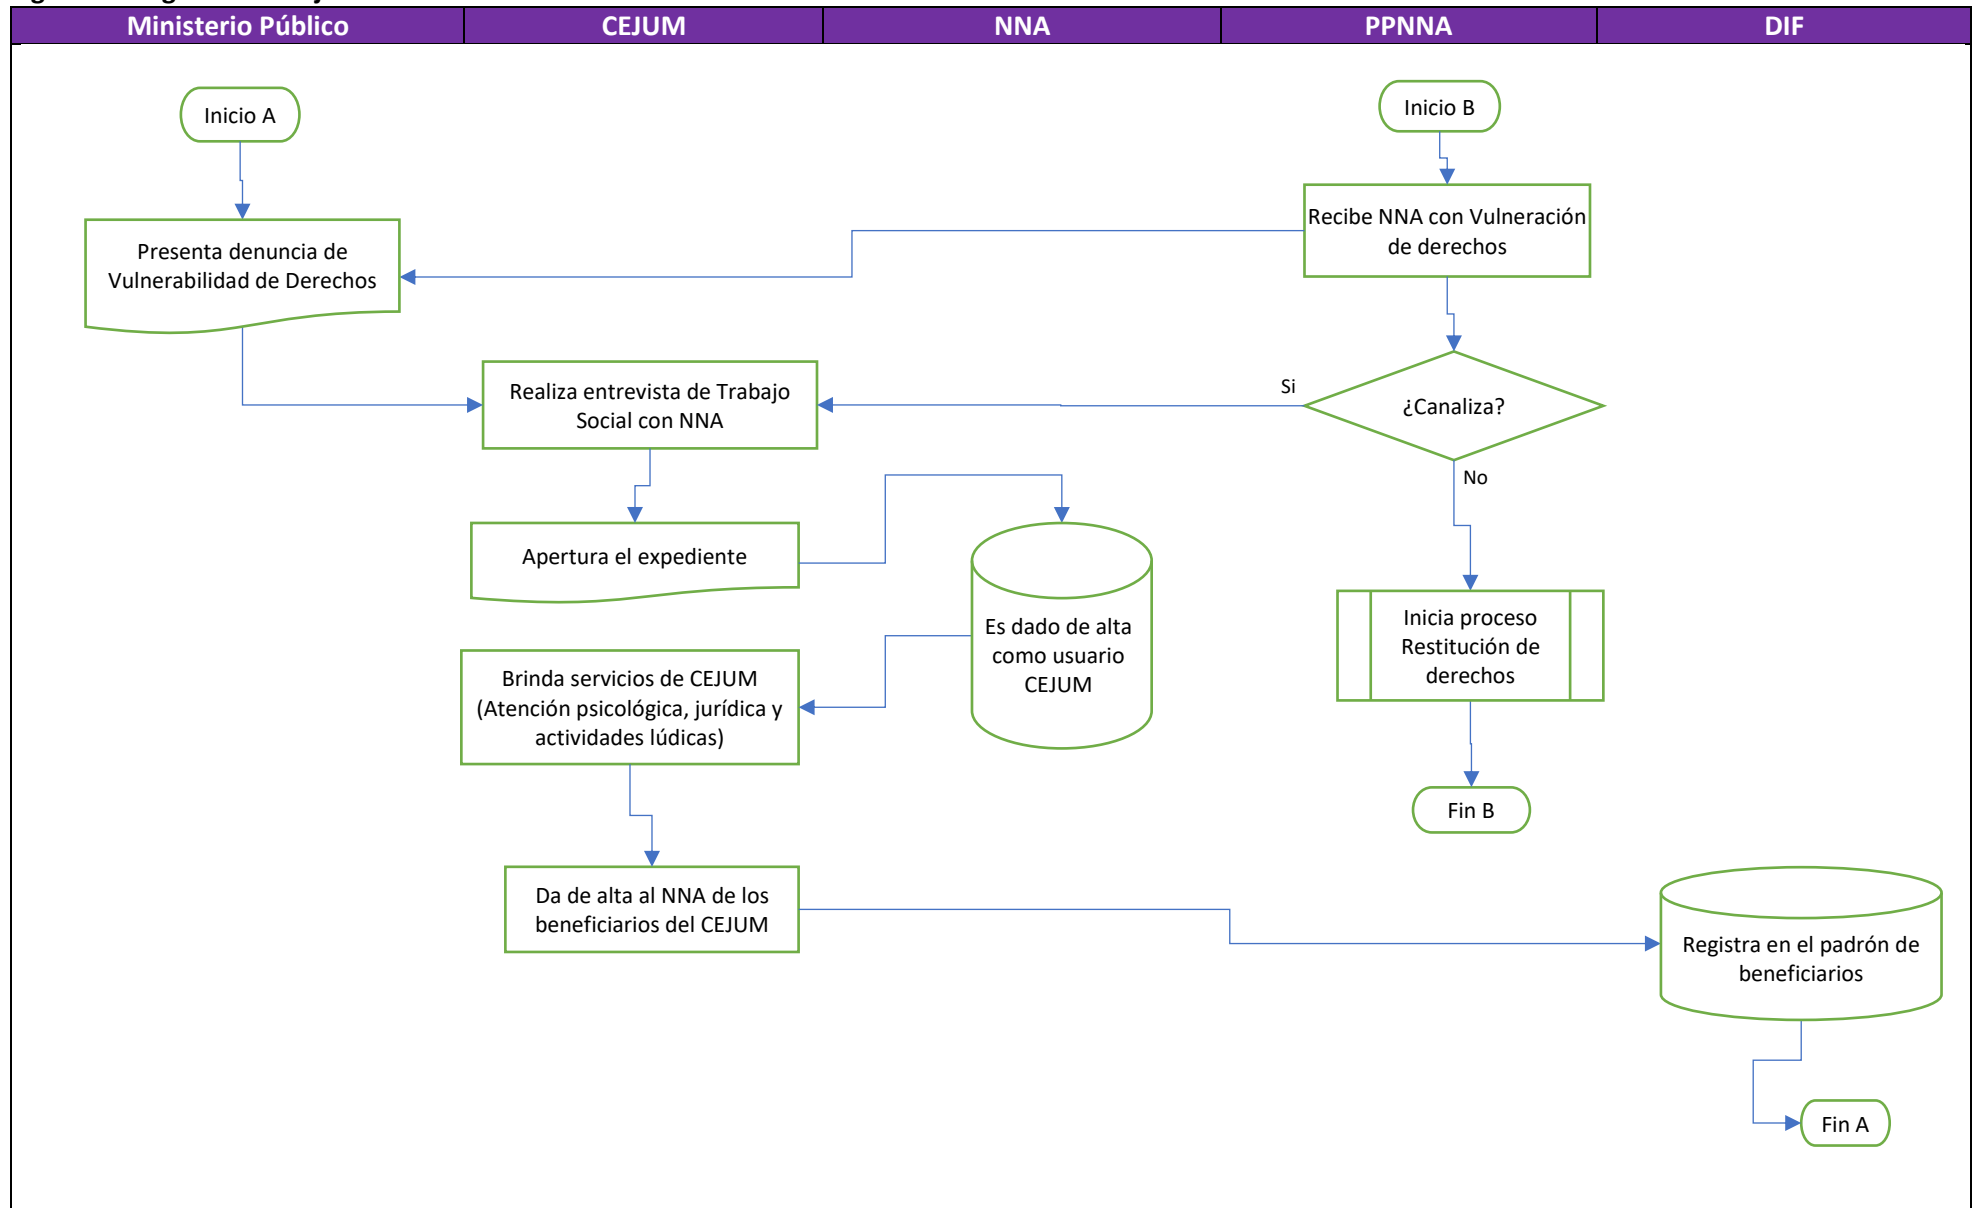 Ministerio Público
CEJUM
NNA
PPNNA
DIF
Inicio A
Inicio B
Presenta denuncia de
Vulnerabilidad de Derechos
Recibe NNA con Vulneración
de derechos
Realiza entrevista de Trabajo
Social con NNA
Si
¿Canaliza?
No
Apertura el expediente
Es dado de alta
como usuario
CEJUM
Inicia proceso
Restitución de
derechos
Brinda servicios de CEJUM
(Atención psicológica, jurídica y
actividades lúdicas)
Fin B
Da de alta al NNA de los
beneficiarios del CEJUM
Registra en el padrón de
beneficiarios
Fin A